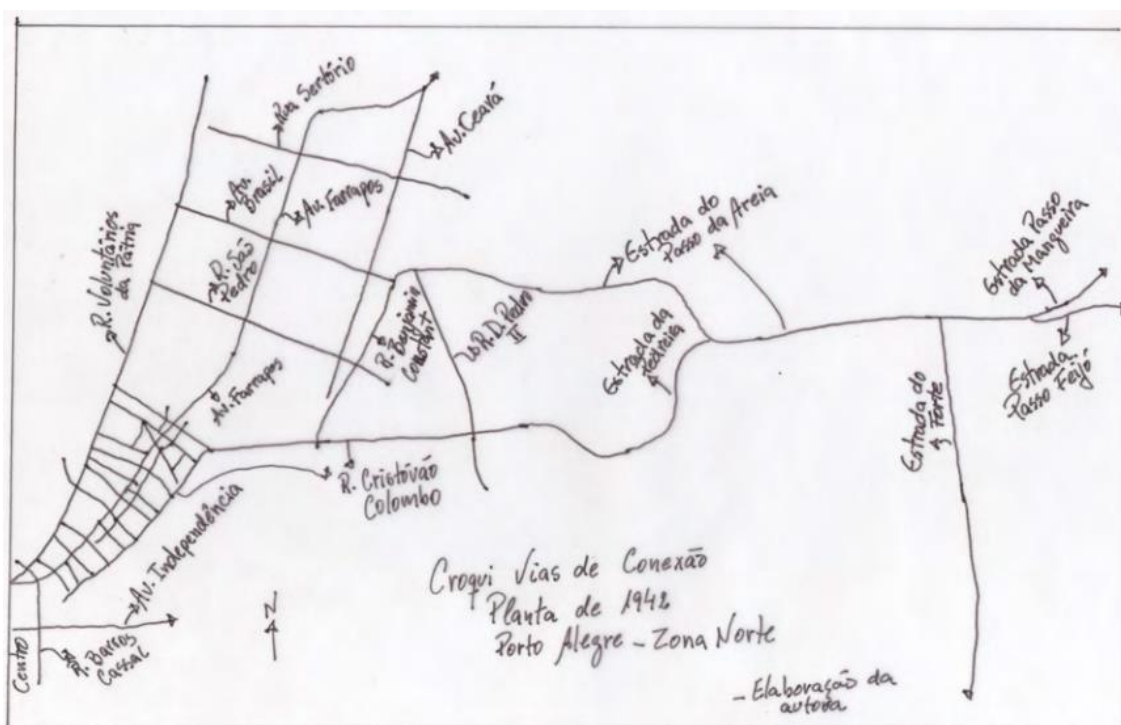 Rua Sertório
Av. Ceará
Av.
Brasil
Av. Farrapos
R. São
Pedro
R. Voluntários
da Pátria
Estrada do
Passo da Areia
Estrada Passo
da Mangueira
R. Benjamin
Constant
R. D. Pedro
II
Estrada da
Pedreira
Av. Farrapos
Estrada
Passo Feijó
Estrada do
Forte
R. Cristóvão
Colombo
Av. Independência
Croqui Vias de Conexão
Planta de 1942
Porto Alegre - Zona Norte
N
Centro
R. Barros
Cassal
- Elaboração da
autora